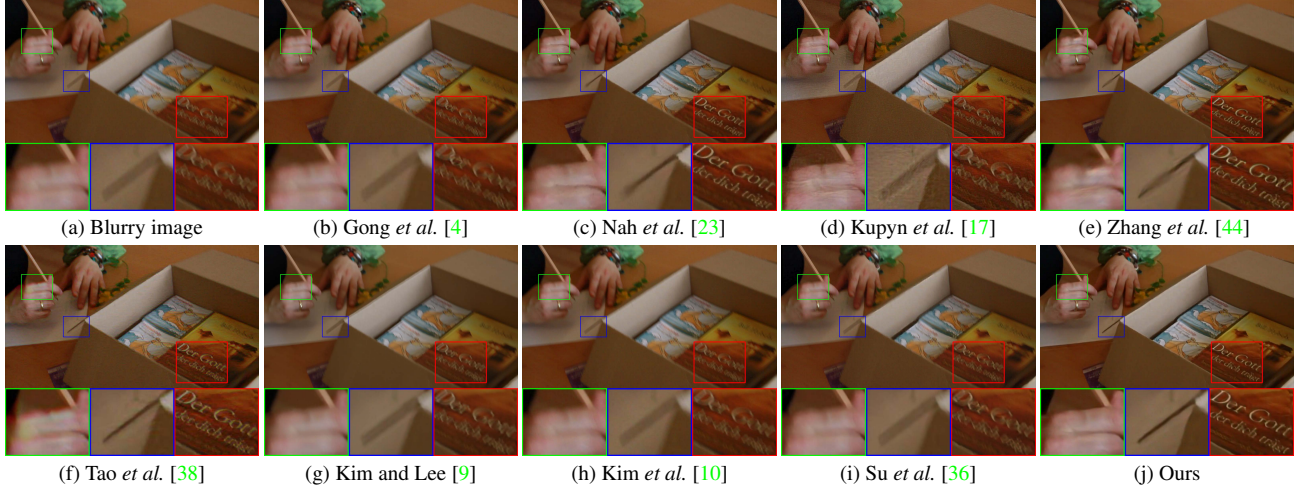 Der Gott
der dich trägt
(a) Blurry image
(b) Gong et al. [4]
(c) Nah et al. [23]
(d) Kupyn et al. [17]
(e) Zhang et al. [44]
(f) Tao et al. [38]
(g) Kim and Lee [9]
(h) Kim et al. [10]
(i) Su et al. [36]
(j) Ours